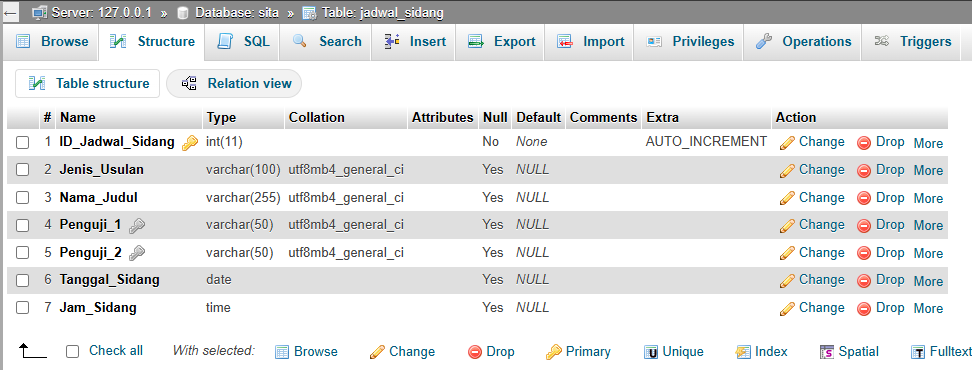 Server: 127.0.0.1 » Database: sita » Table: jadwal_sidang
Browse Structure SQL Search Insert Export Import Privileges Operations Triggers
Table structure Relation view
# Name Type Collation Attributes Null Default Comments Extra Action
1 ID_Jadwal_Sidang int(11) No None AUTO_INCREMENT Change Drop More
2 Jenis_Usulan varchar(100) utf8mb4_general_ci Yes NULL Change Drop More
3 Nama_Judul varchar(255) utf8mb4_general_ci Yes NULL Change Drop More
4 Penguji_1 varchar(50) utf8mb4_general_ci Yes NULL Change Drop More
5 Penguji_2 varchar(50) utf8mb4_general_ci Yes NULL Change Drop More
6 Tanggal_Sidang date Yes NULL Change Drop More
7 Jam_Sidang time Yes NULL Change Drop More
Check all With selected: Browse Change Drop Primary Unique Index Spatial Fulltext